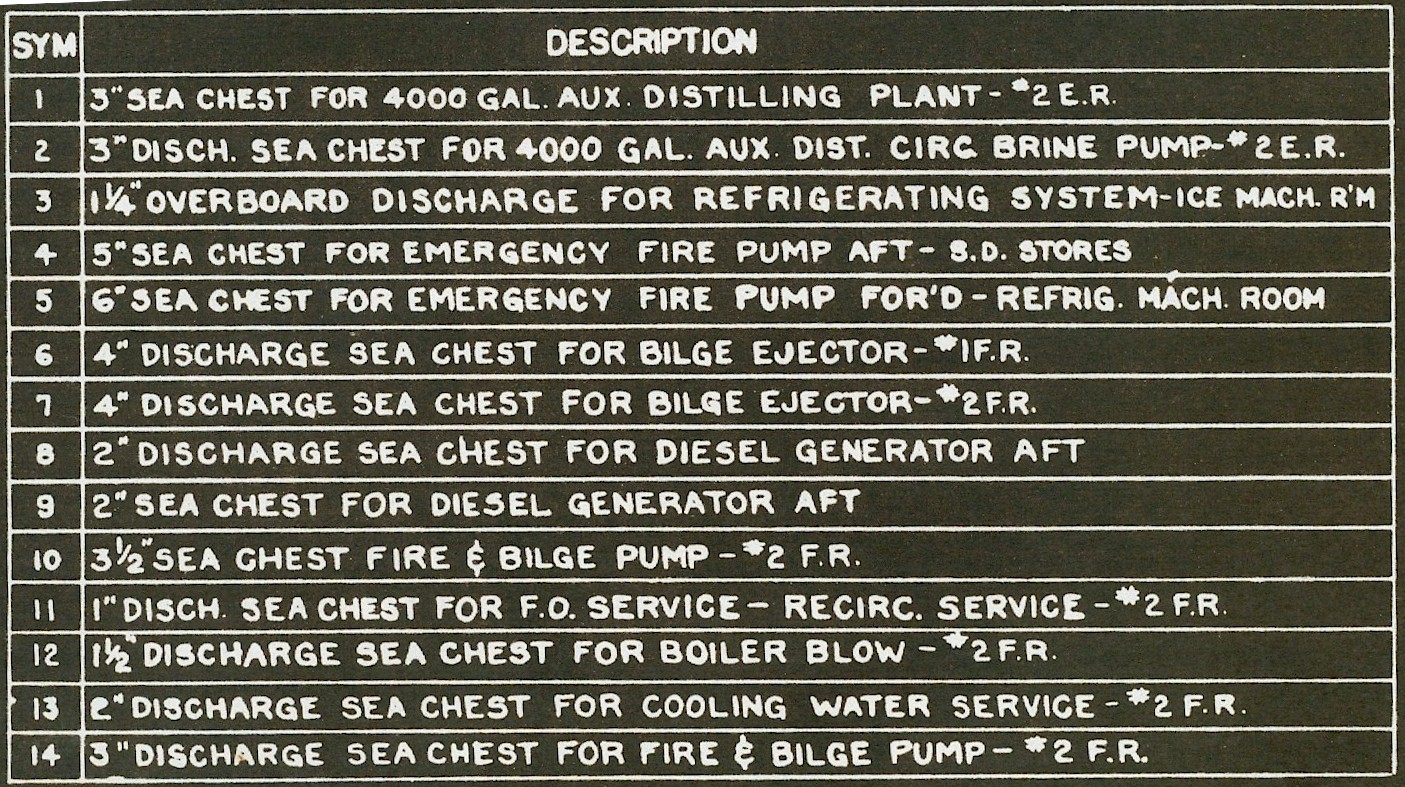 SYM DESCRIPTION
1 3" SEA CHEST FOR 4000 GAL. AUX. DISTILLING PLANT - #2 E.R.
2 3" DISCH. SEA CHEST FOR 4000 GAL. AUX. DIST. CIRC. BRINE PUMP - #2 E.R.
3 1¼" OVERBOARD DISCHARGE FOR REFRIGERATING SYSTEM - ICE MACH. R'M
4 5" SEA CHEST FOR EMERGENCY FIRE PUMP AFT - S.D. STORES
5 6" SEA CHEST FOR EMERGENCY FIRE PUMP FOR'D - REFRIG. MACH. ROOM
6 4" DISCHARGE SEA CHEST FOR BILGE EJECTOR - #1 F.R.
7 4" DISCHARGE SEA CHEST FOR BILGE EJECTOR - #2 F.R.
8 2" DISCHARGE SEA CHEST FOR DIESEL GENERATOR AFT
9 2" SEA CHEST FOR DIESEL GENERATOR AFT
10 3½" SEA CHEST FIRE & BILGE PUMP - #2 F.R.
11 1" DISCH. SEA CHEST FOR F.O. SERVICE - RECIRC. SERVICE - #2 F.R.
12 1½" DISCHARGE SEA CHEST FOR BOILER BLOW - #2 F.R.
13 2" DISCHARGE SEA CHEST FOR COOLING WATER SERVICE - #2 F.R.
14 3" DISCHARGE SEA CHEST FOR FIRE & BILGE PUMP - #2 F.R.